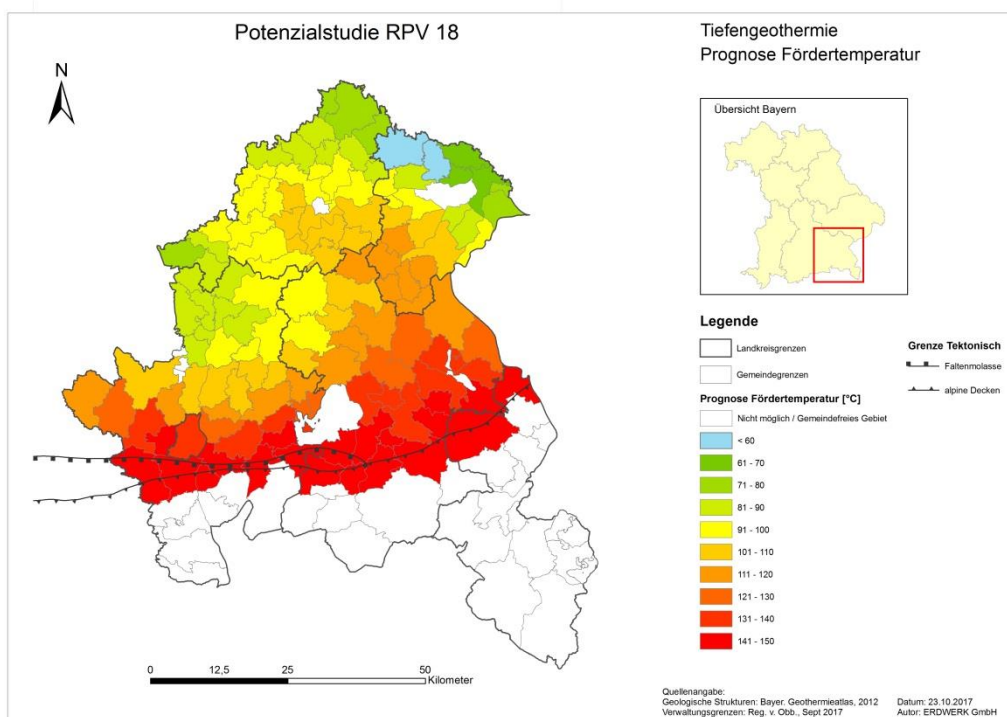 Potenzialstudie RPV 18
Tiefengeothermie
Prognose Fördertemperatur
N
Übersicht Bayern
Legende
Landkreisgrenzen
Gemeindegrenzen
Grenze Tektonisch
Faltenmolasse
alpine Decken
Prognose Fördertemperatur [°C]
Nicht möglich / Gemeindefreies Gebiet
< 60
61 - 70
71 - 80
81 - 90
91 - 100
101 - 110
111 - 120
121 - 130
131 - 140
141 - 150
0 12,5 25 50
Kilometer
Quellenangabe:
Geologische Strukturen: Bayer. Geothermieatlas, 2012 Datum: 23.10.2017
Verwaltungsgrenzen: Reg. v. Obb., Sept 2017 Autor: ERDWERK GmbH